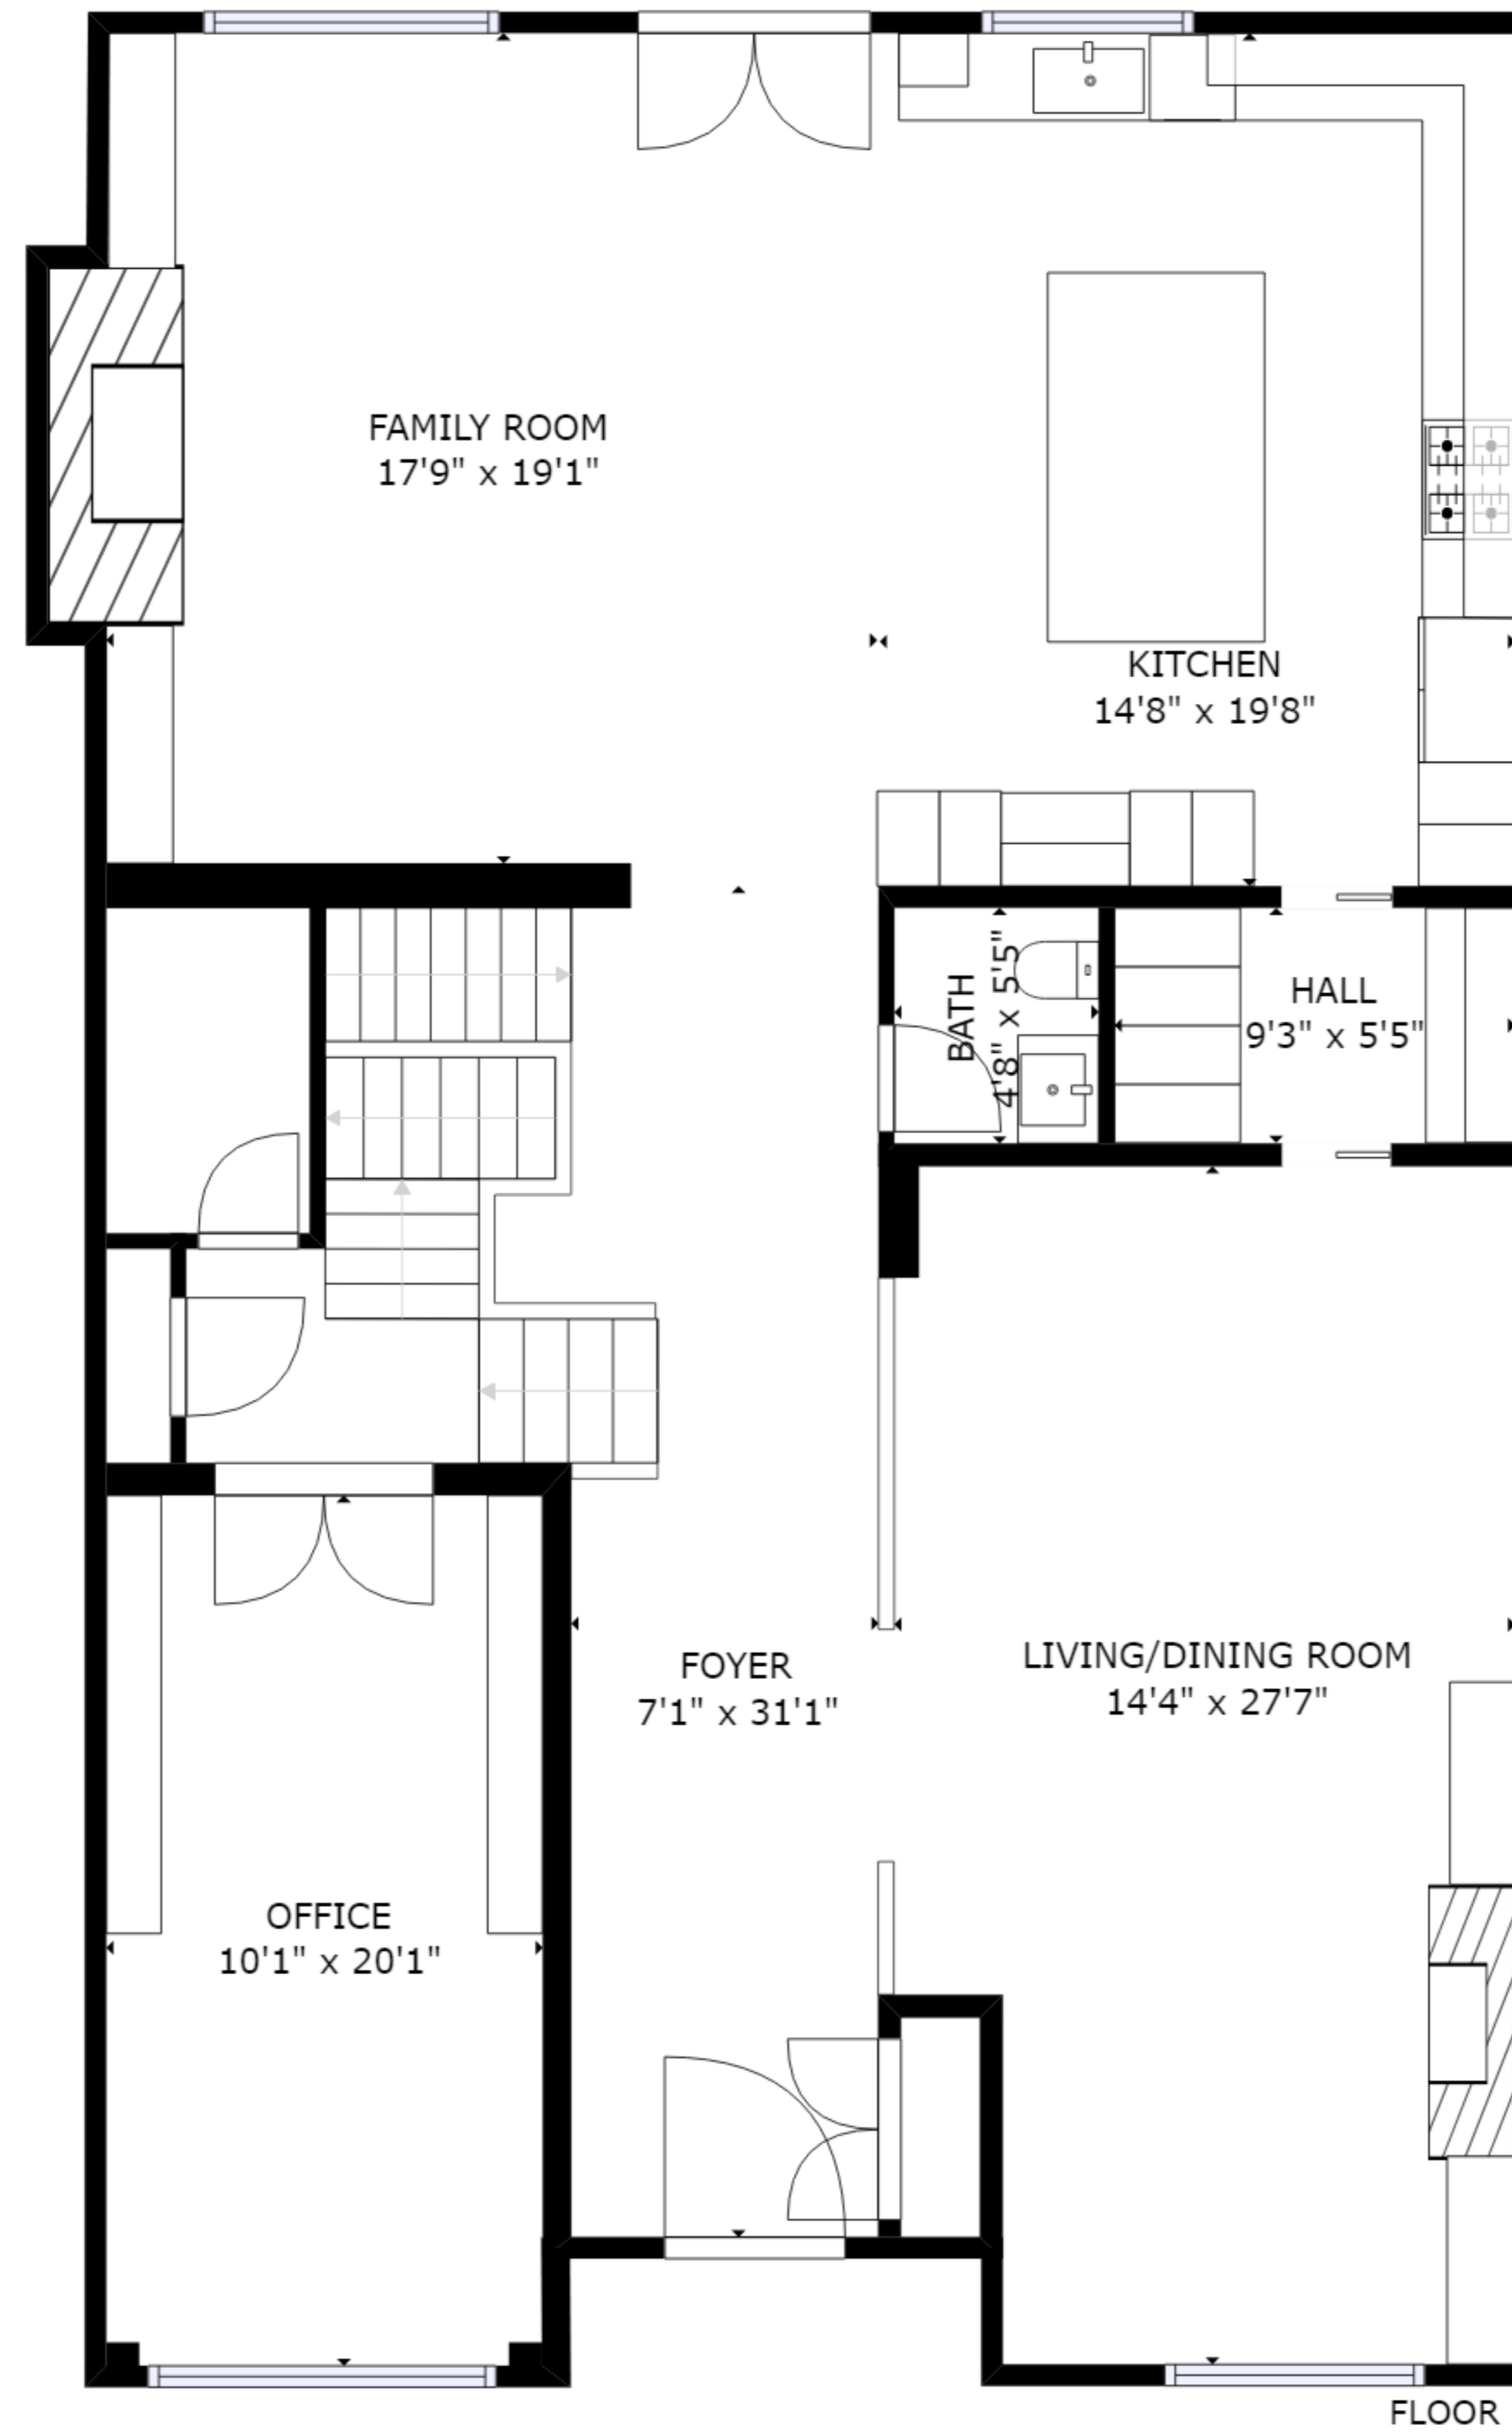 FAMILY ROOM
17'9" x 19'1"
KITCHEN
14'8" x 19'8"
BATH
4'8" x 5'5"
HALL
9'3" x 5'5"
FOYER
7'1" x 31'1"
LIVING/DINING ROOM
14'4" x 27'7"
OFFICE
10'1" x 20'1"
FLOOR